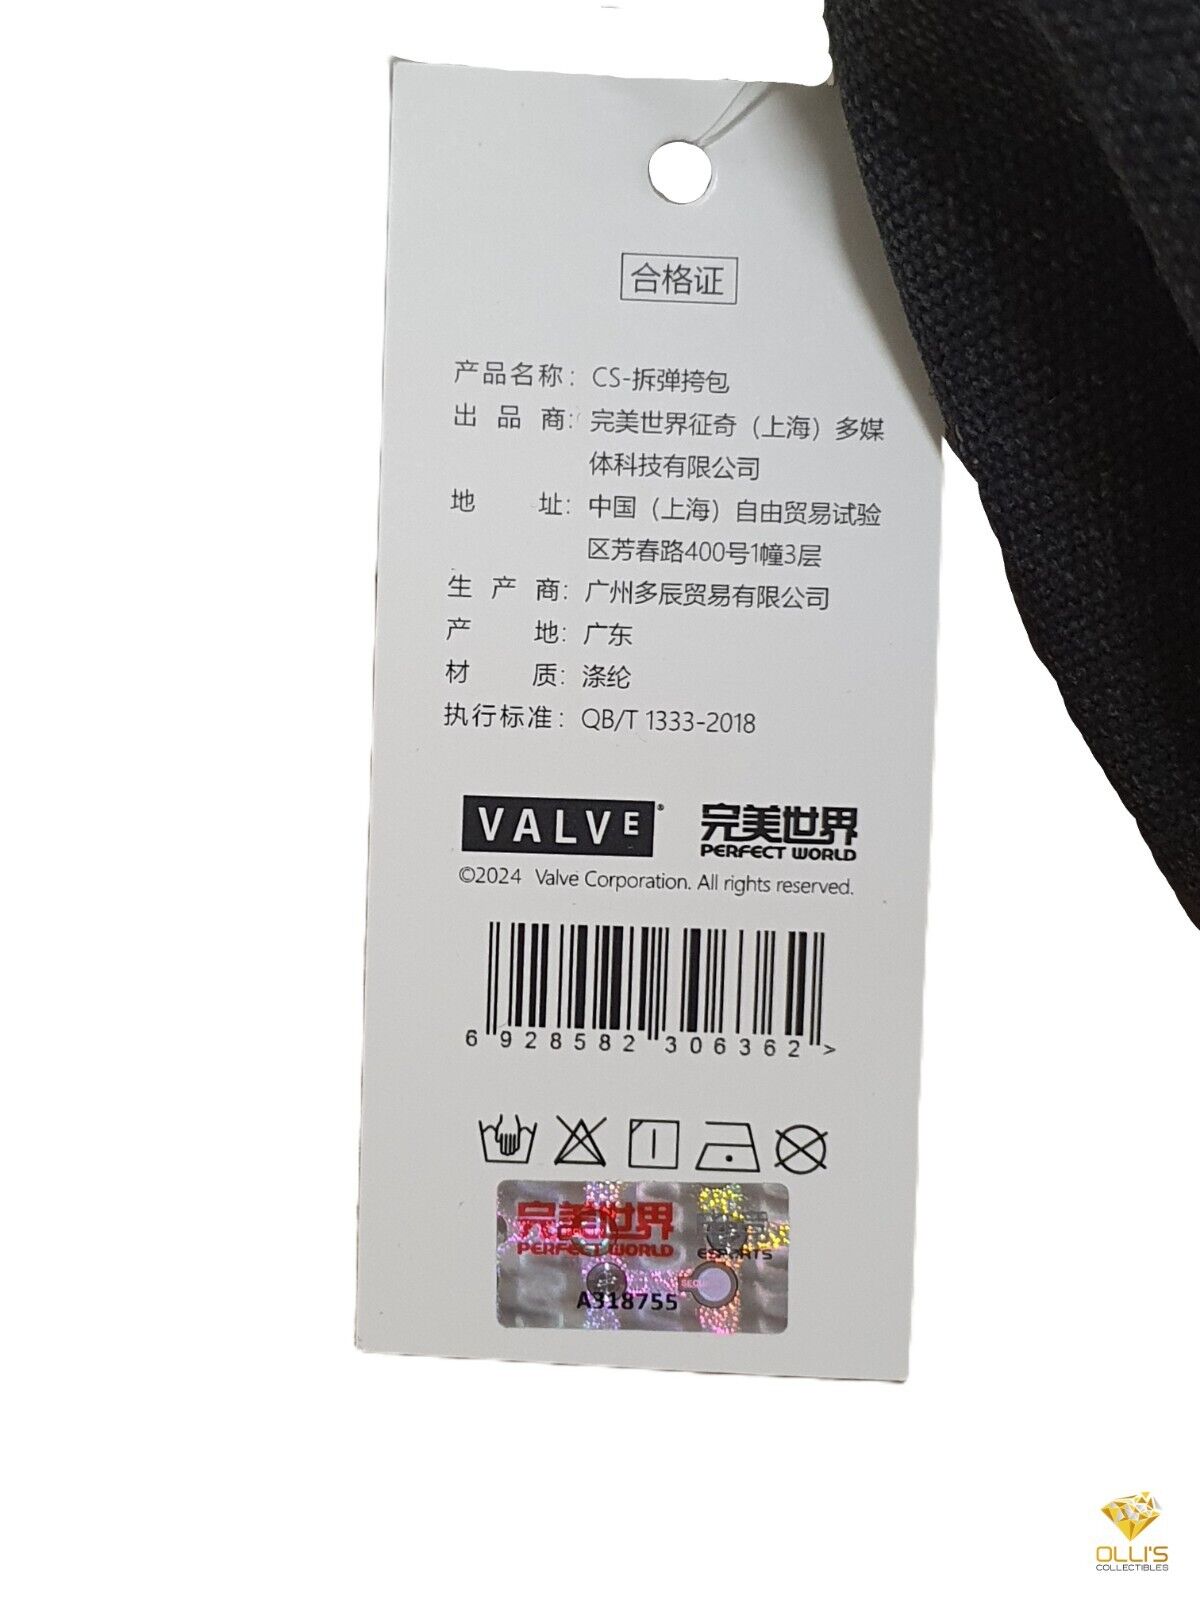 合格证
产品名称：CS-拆弹挎包
出品商：完美世界征奇（上海）多媒
体科技有限公司
地址：中国（上海）自由贸易试验
区芳春路400号1幢3层
生产商：广州多辰贸易有限公司
产地：广东
材质：涤纶
执行标准：QB/T 1333-2018
VALVE® 完美世界
PERFECT WORLD
©2024 Valve Corporation. All rights reserved.
6 928582 306362 >
完美世界
PERFECT WORLD ESPORTS
A318755
OLLI'S
COLLECTIBLES